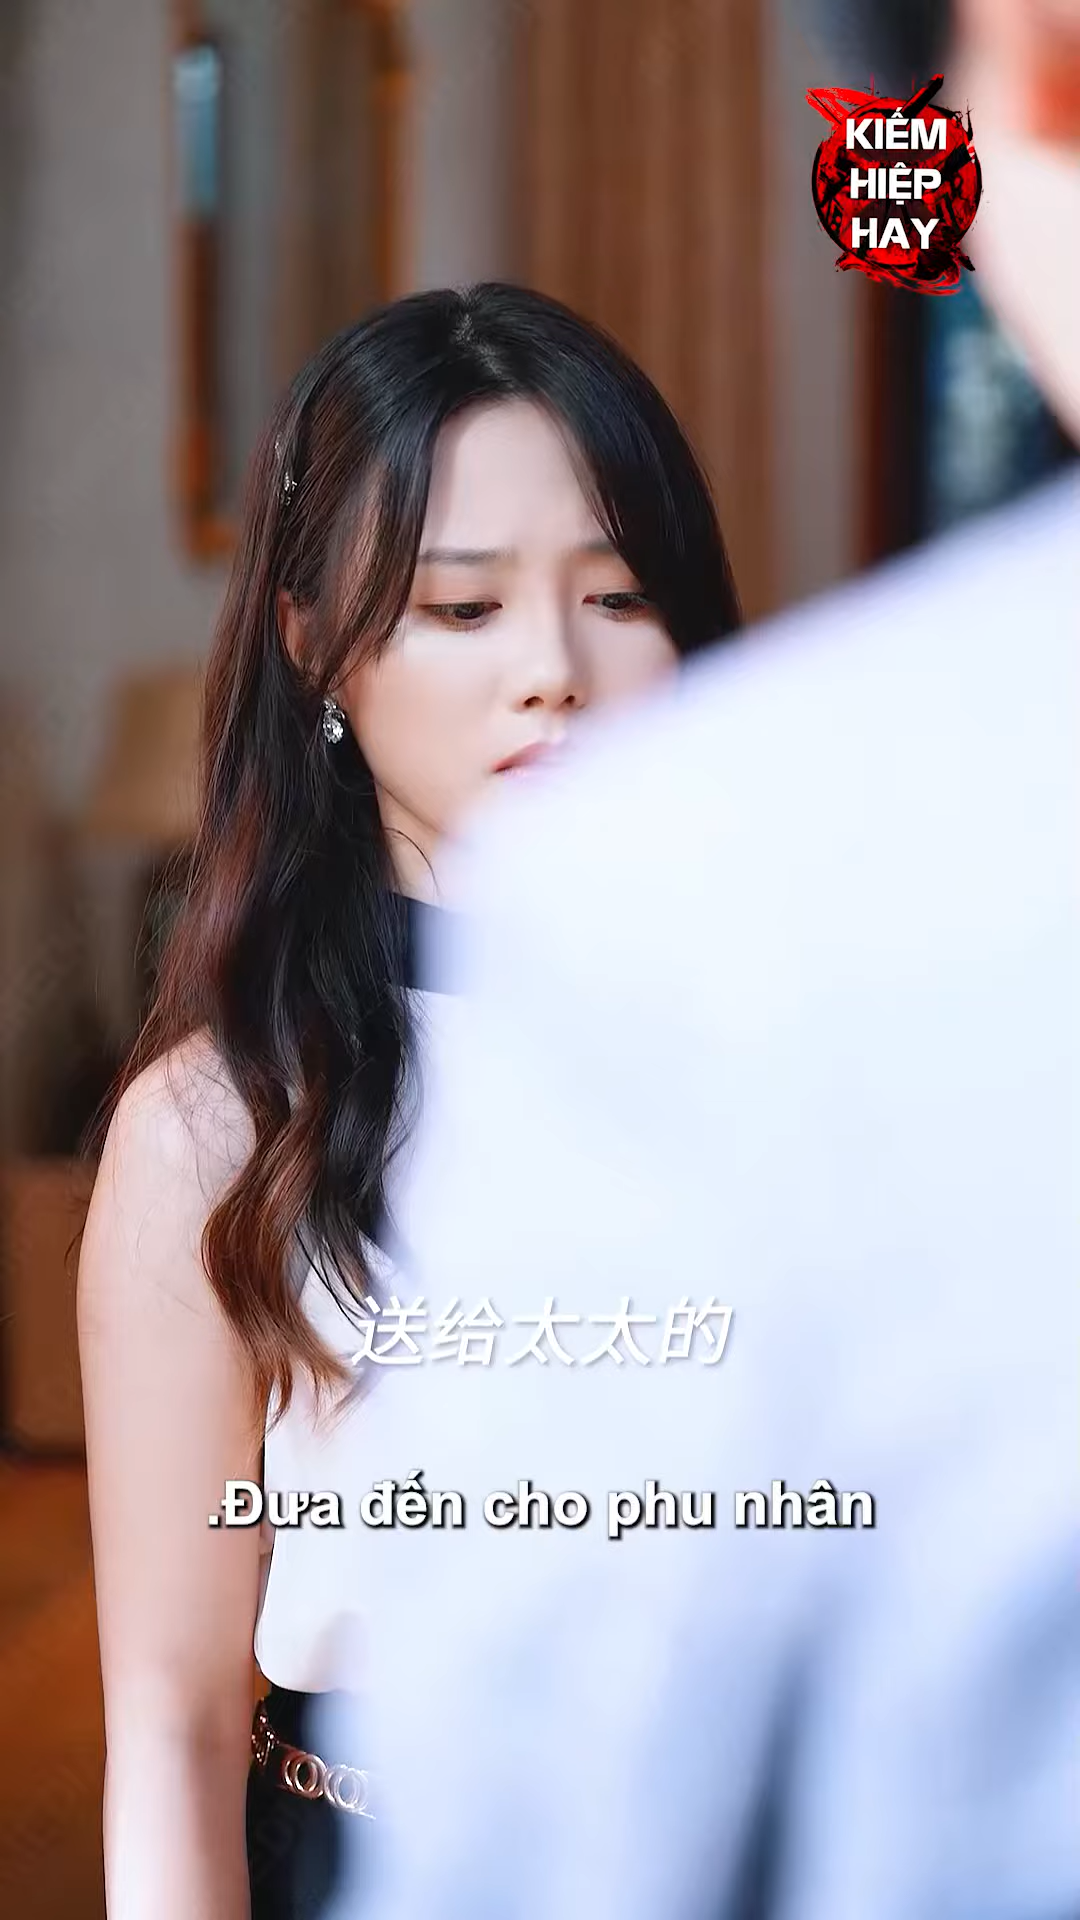 KIẾM
HIỆP
HAY
送给太太的
.Đưa đến cho phu nhân